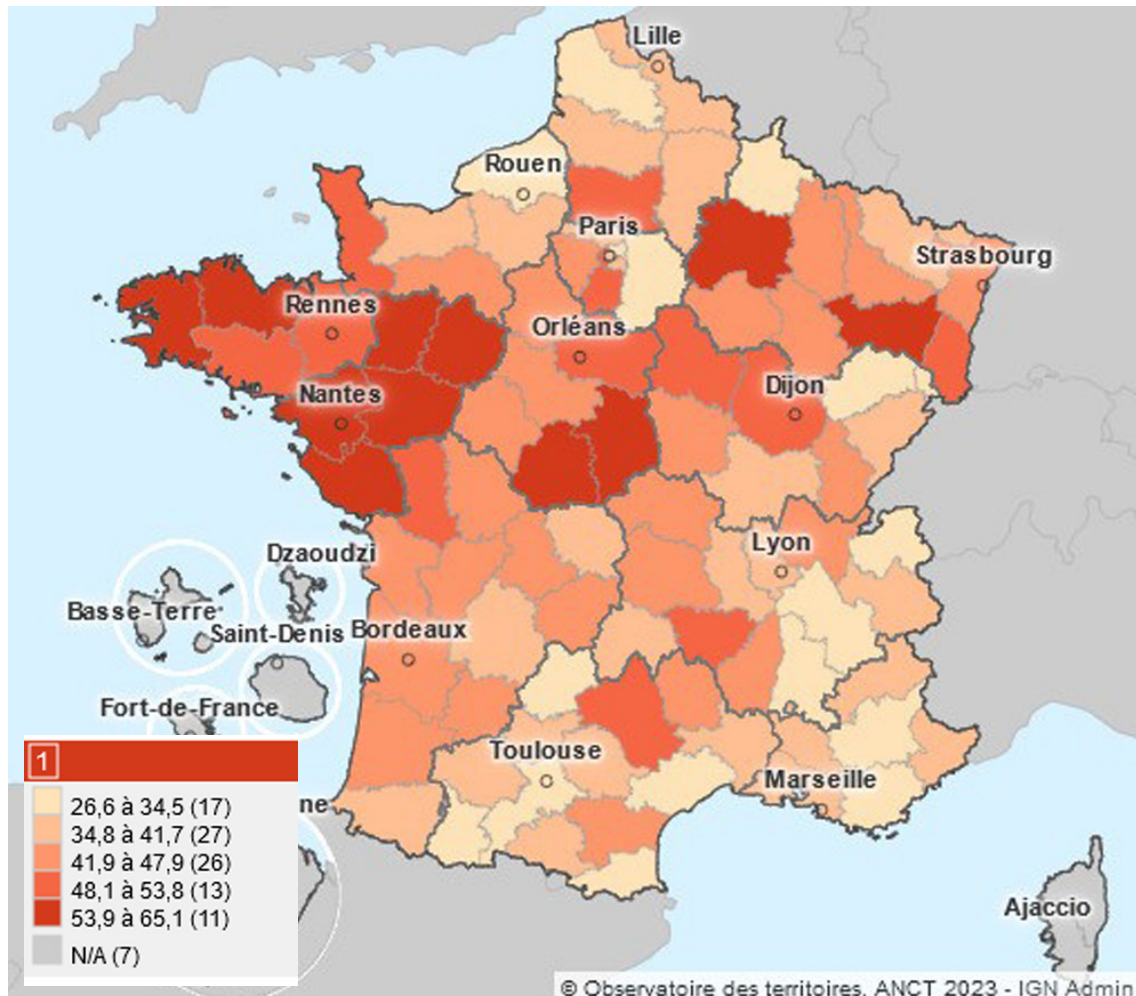 Lille
Rouen
Paris
Strasbourg
Rennes
Orléans
Nantes
Dijon
Lyon
Dzaoudzi
Basse-Terre
Saint-Denis
Bordeaux
Fort-de-France
Toulouse
Marseille
ne
Ajaccio
1
26,6 à 34,5 (17)
34,8 à 41,7 (27)
41,9 à 47,9 (26)
48,1 à 53,8 (13)
53,9 à 65,1 (11)
N/A (7)
© Observatoire des territoires, ANCT 2023 - IGN Admin